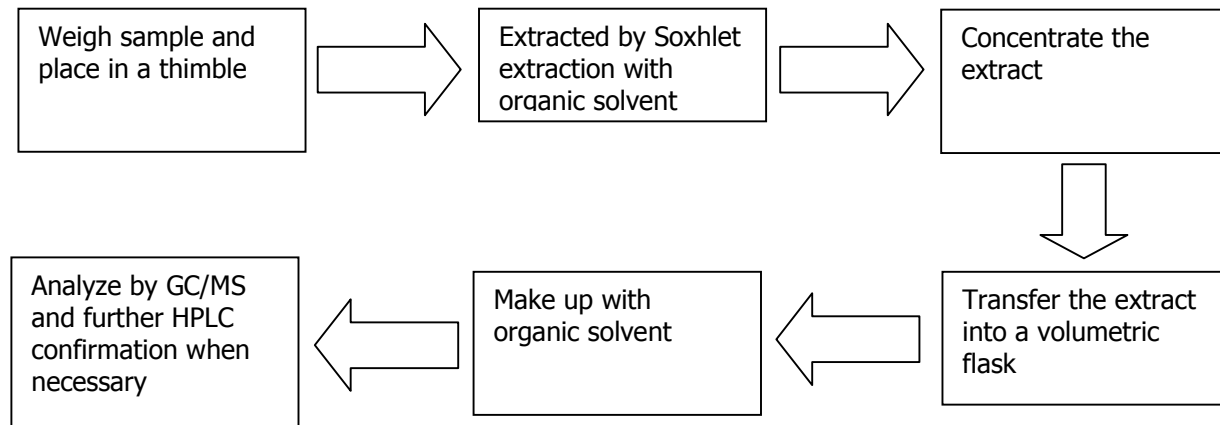 Weigh sample and
place in a thimble
Extracted by Soxhlet
extraction with
organic solvent
Concentrate the
extract
Transfer the extract
into a volumetric
flask
Make up with
organic solvent
Analyze by GC/MS
and further HPLC
confirmation when
necessary